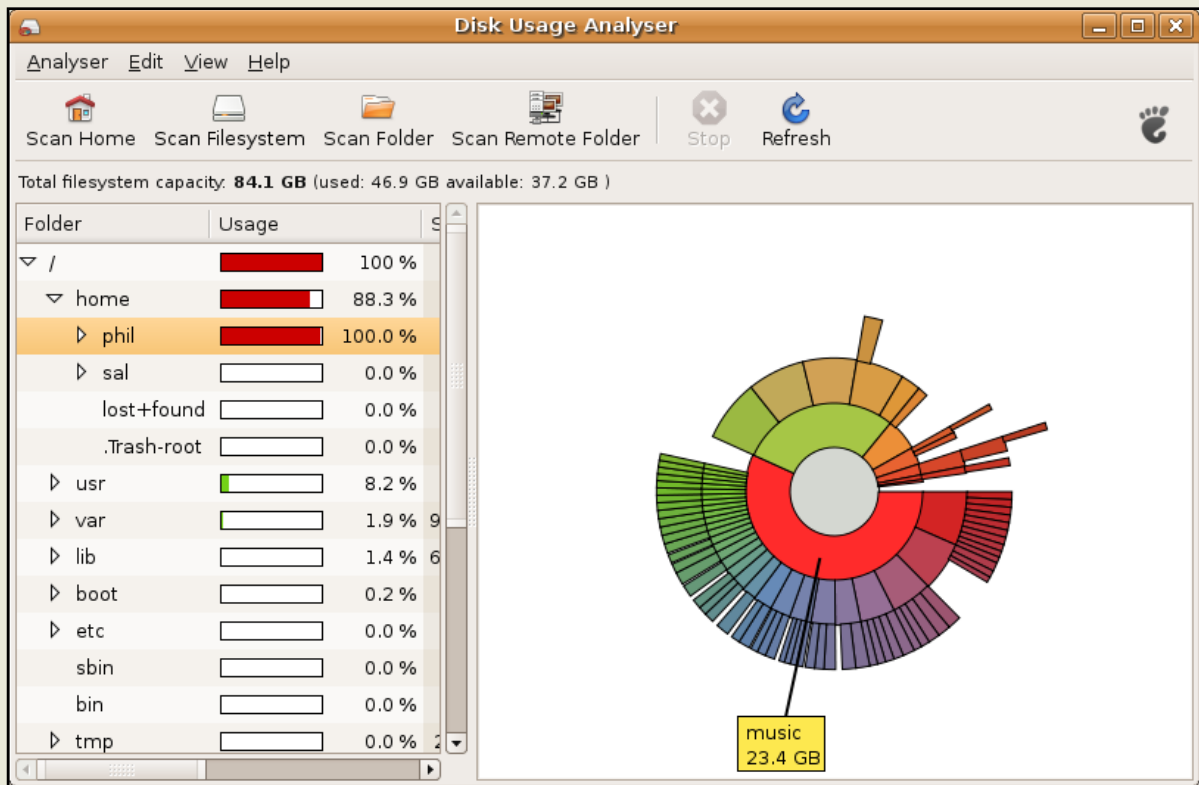 Disk Usage Analyser
Analyser Edit View Help
Scan Home Scan Filesystem Scan Folder Scan Remote Folder Stop Refresh
Total filesystem capacity: 84.1 GB (used: 46.9 GB available: 37.2 GB )
Folder Usage S
/ 100 %
home 88.3 %
phil 100.0 %
sal 0.0 %
lost+found 0.0 %
.Trash-root 0.0 %
usr 8.2 %
var 1.9 % 9
lib 1.4 % 6
boot 0.2 %
etc 0.0 %
sbin 0.0 %
bin 0.0 %
tmp 0.0 % 2
music
23.4 GB